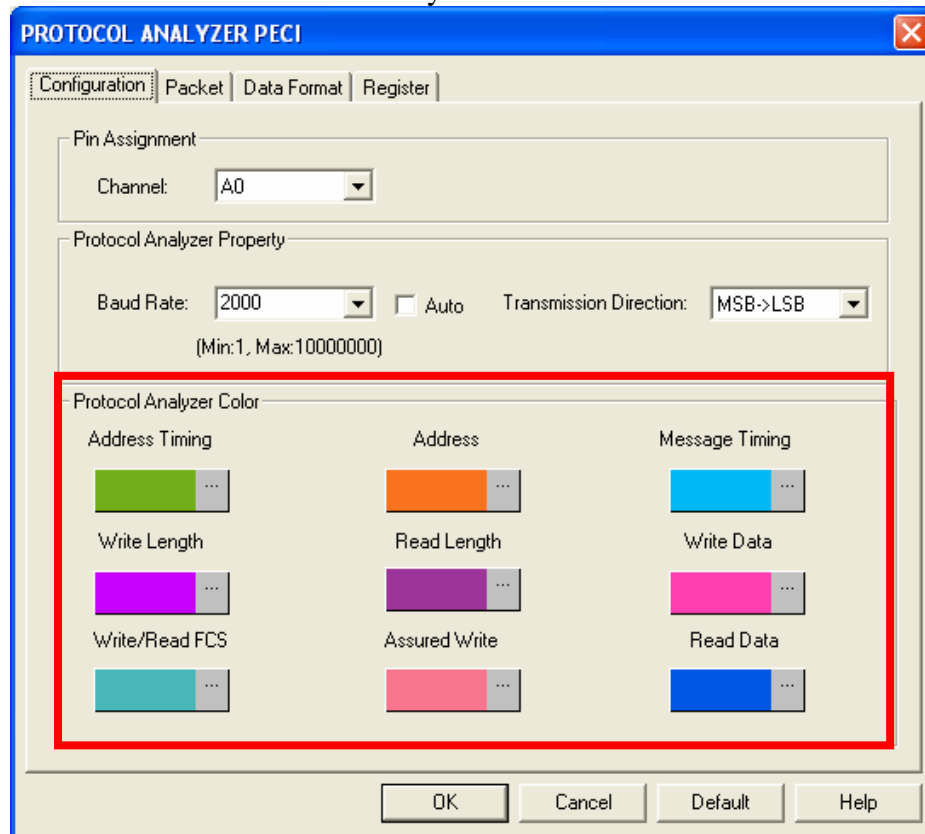 PROTOCOL ANALYZER PECI
Configuration Packet Data Format Register
Pin Assignment
Channel: A0
Protocol Analyzer Property
Baud Rate: 2000 Auto Transmission Direction: MSB->LSB
(Min:1, Max:10000000)
Protocol Analyzer Color
Address Timing Address Message Timing
... ... ...
Write Length Read Length Write Data
... ... ...
Write/Read FCS Assured Write Read Data
... ... ...
OK Cancel Default Help